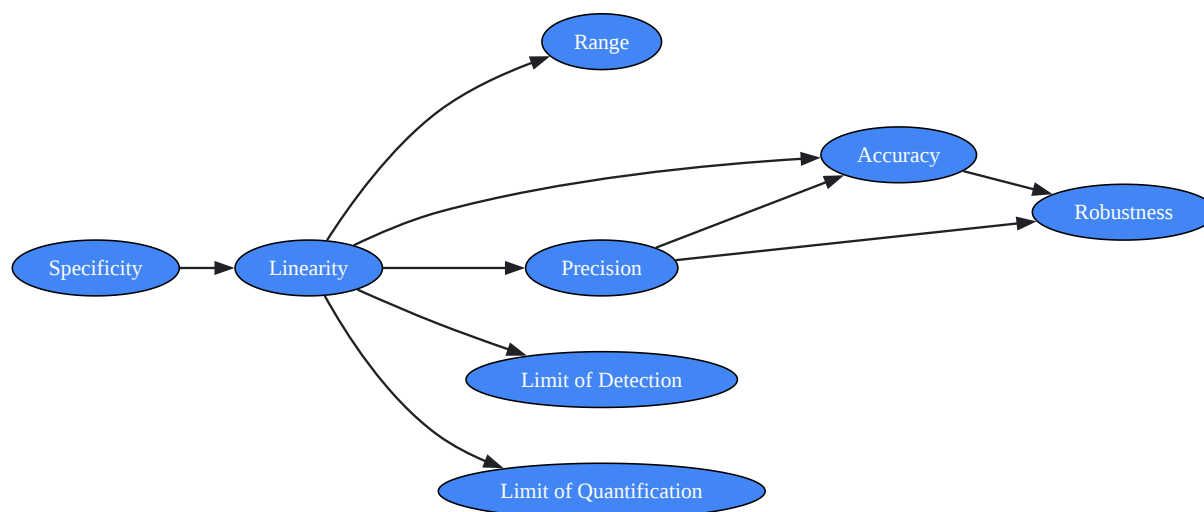 Range
Accuracy
Robustness
Specificity
Linearity
Precision
Limit of Detection
Limit of Quantification